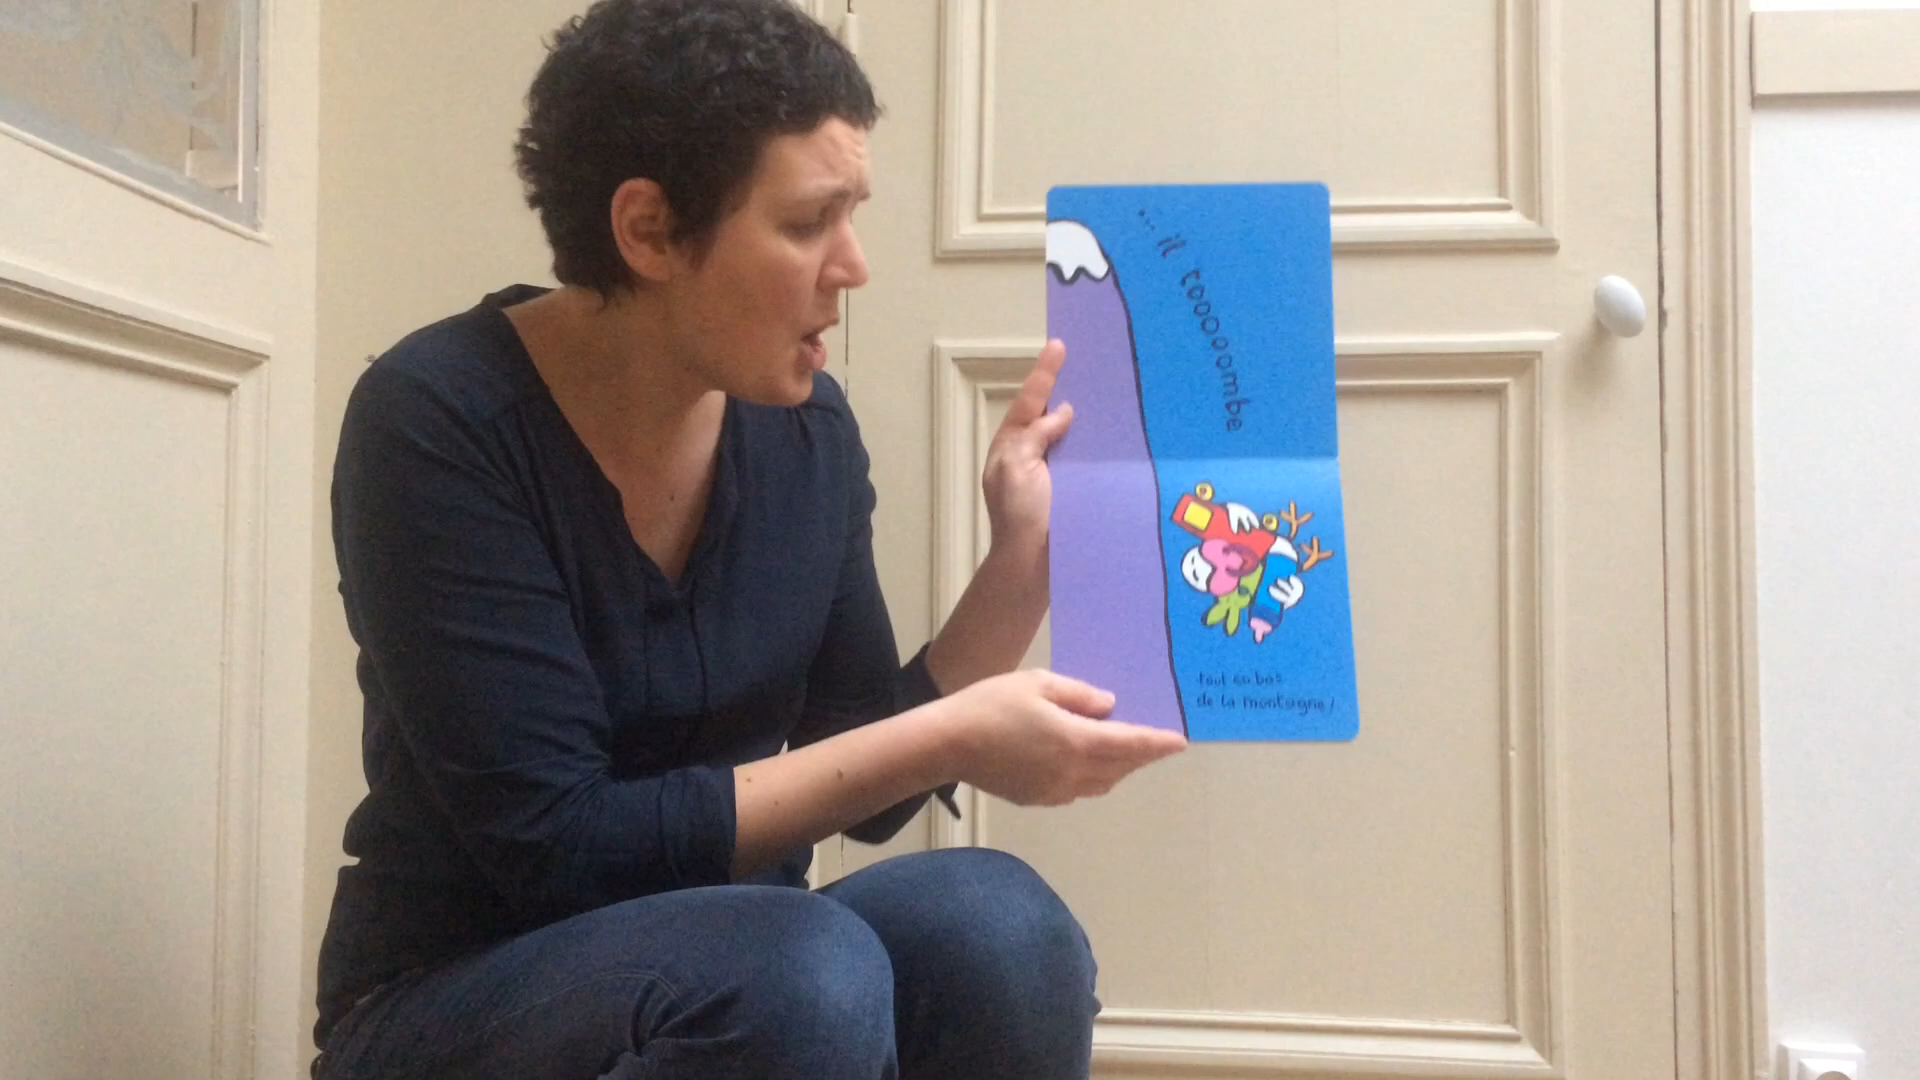 ... il tooooombe
tout en bas
de la montagne !